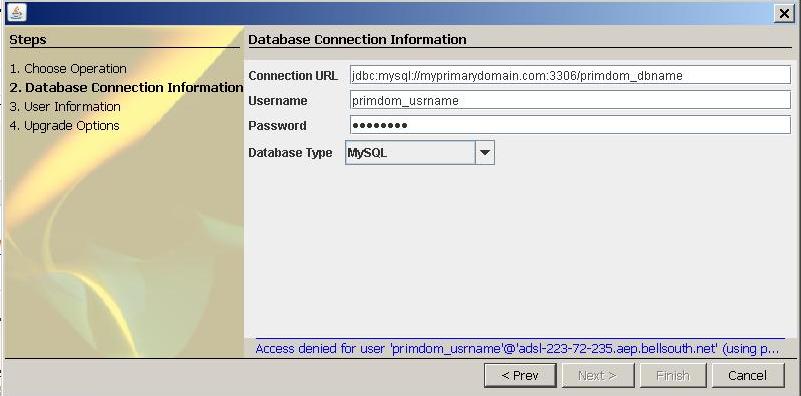 Steps
1. Choose Operation
2. Database Connection Information
3. User Information
4. Upgrade Options
Database Connection Information
Connection URL jdbc:mysql://myprimarydomain.com:3306/primdom_dbname
Username primdom_usrname
Password ••••••••
Database Type MySQL
Access denied for user 'primdom_usrname'@'adsl-223-72-235.aep.bellsouth.net' (using p...
< Prev Next > Finish Cancel